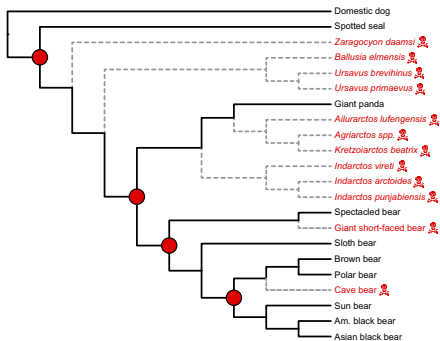 Domestic dog
Spotted seal
Zaragocyon daamsi
Ballusia elmensis
Ursavus brevihinus
Ursavus primaevus
Giant panda
Ailurarctos lufengensis
Agriarctos spp.
Kretzoiarctos beatrix
Indarctos vireti
Indarctos arctoides
Indarctos punjabiensis
Spectacled bear
Giant short-faced bear
Sloth bear
Brown bear
Polar bear
Cave bear
Sun bear
Am. black bear
Asian black bear